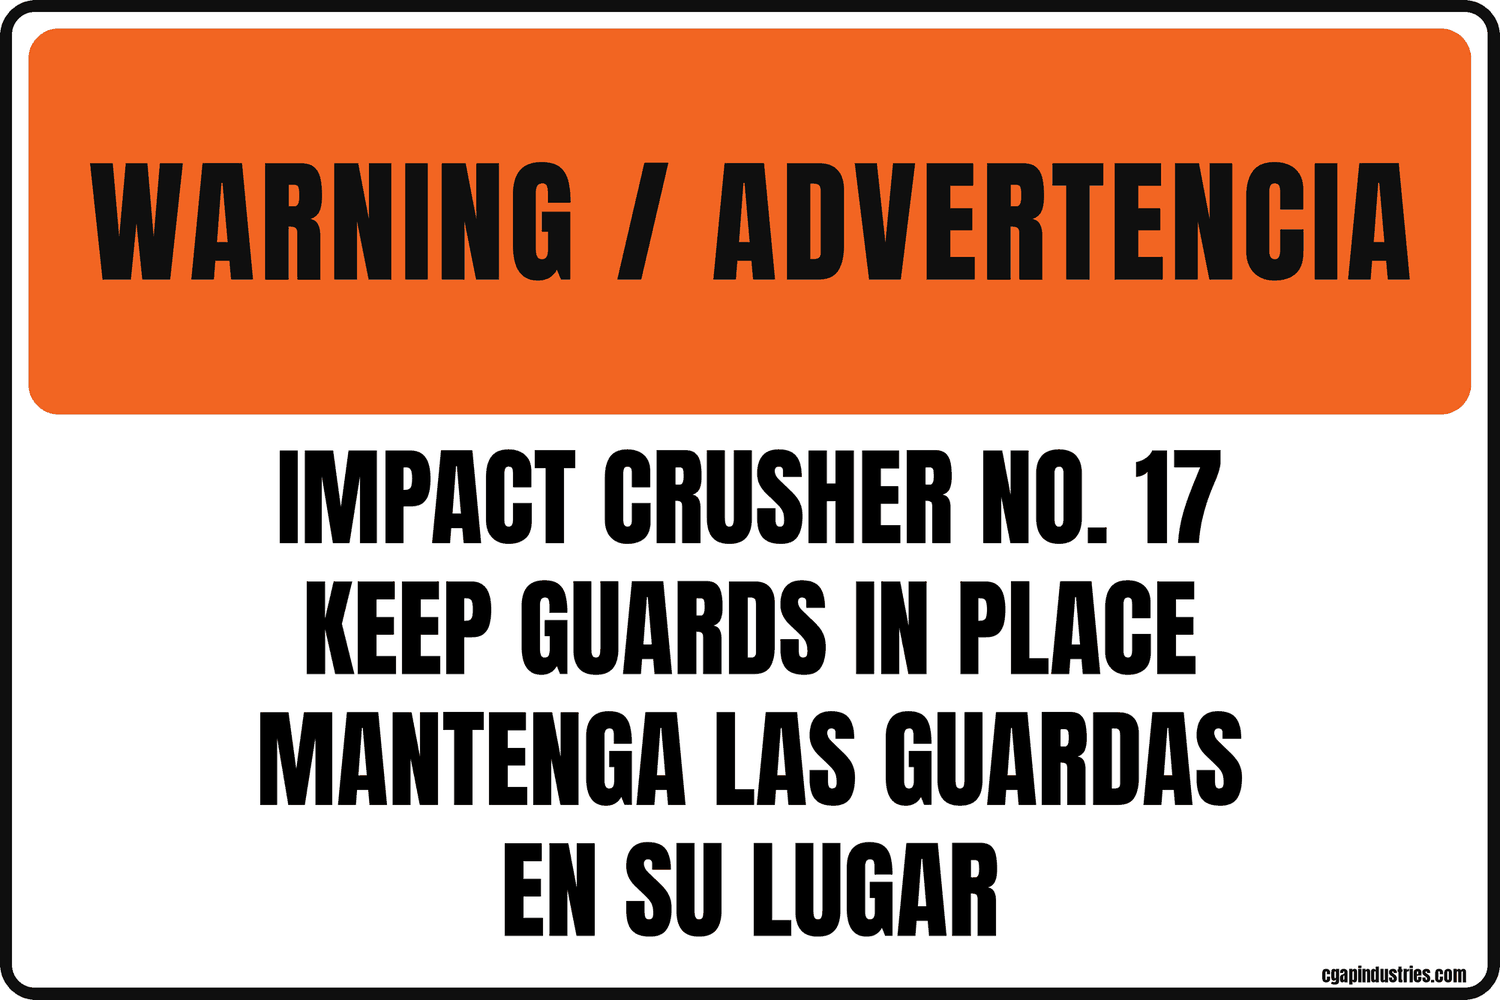 WARNING / ADVERTENCIA
IMPACT CRUSHER NO. 17
KEEP GUARDS IN PLACE
MANTENGA LAS GUARDAS
EN SU LUGAR
cgapindustries.com